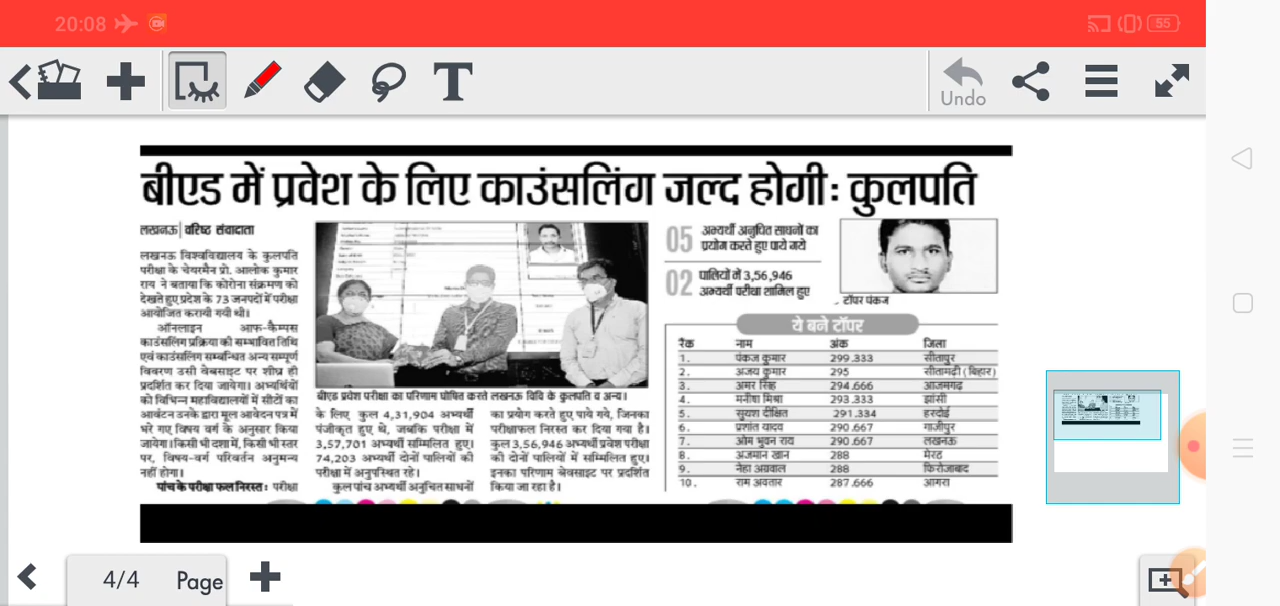 20:08
55
T
Undo
बीएड में प्रवेश के लिए काउंसलिंग जल्द होगी: कुलपति
लखनऊ | वरिष्ठ संवादाता
लखनऊ विश्वविद्यालय के कुलपति
परीक्षा के चेयरमैन प्रो. आलोक कुमार
राय ने बताया कि कोरोना संक्रमण को
देखते हुए प्रदेश के 73 जनपदों में परीक्षा
आयोजित करायी गयी थी।
ऑनलाइन आफ-कैम्पस
काउंसलिंग प्रक्रिया की सम्भावित तिथि
एवं काउंसलिंग सम्बन्धित अन्य सम्पूर्ण
विवरण उसी वेबसाइट पर शीघ्र ही
प्रदर्शित कर दिया जायेगा। अभ्यर्थियों
को विभिन्न महाविद्यालयों में सीटों का
आवंटन उनके द्वारा मूल आवेदन पत्र में
भरे गए विषय वर्ग के अनुसार किया
जायेगा। किसी भी दशा में, किसी भी स्तर
पर, विषय-वर्ग परिवर्तन अनुमन्य
नहीं होगा।
पांच के परीक्षा फल निरस्त: परीक्षा
बीएड प्रवेश परीक्षा का परिणाम घोषित करते लखनऊ विवि के कुलपति व अन्य।
के लिए कुल 4,31,904 अभ्यर्थी
पंजीकृत हुए थे, जबकि परीक्षा में
3,57,701 अभ्यर्थी सम्मिलित हुए।
74,203 अभ्यर्थी दोनों पालियों की
परीक्षा में अनुपस्थित रहे।
कुल पांच अभ्यर्थी अनुचित साधनों
का प्रयोग करते हुए पाये गये, जिनका
परीक्षाफल निरस्त कर दिया गया है।
कुल 3,56,946 अभ्यर्थी प्रवेश परीक्षा
की दोनों पालियों में सम्मिलित हुए।
इनका परिणाम वेबसाइट पर प्रदर्शित
किया जा रहा है।
05 अभ्यर्थी अनुचित साधनों का
प्रयोग करते हुए पाये गये
02 पालियों में 3,56,946
अभ्यर्थी परीक्षा शामिल हुए
टॉपर पंकज
ये बने टॉपर
रैंक नाम अंक जिला
1. पंकज कुमार 299.333 सीतापुर
2. अजय कुमार 295 सीतामढ़ी (बिहार)
3. अमर सिंह 294.666 आजमगढ़
4. मनीषा मिश्रा 293.333 झांसी
5. सुयश दीक्षित 291.334 हरदोई
6. प्रशांत यादव 290.667 गाजीपुर
7. ओम भुवन राय 290.667 लखनऊ
8. अजमान खान 288 मेरठ
9. नेहा अग्रवाल 288 फिरोजाबाद
10. राम अवतार 287.666 आगरा
4/4 Page